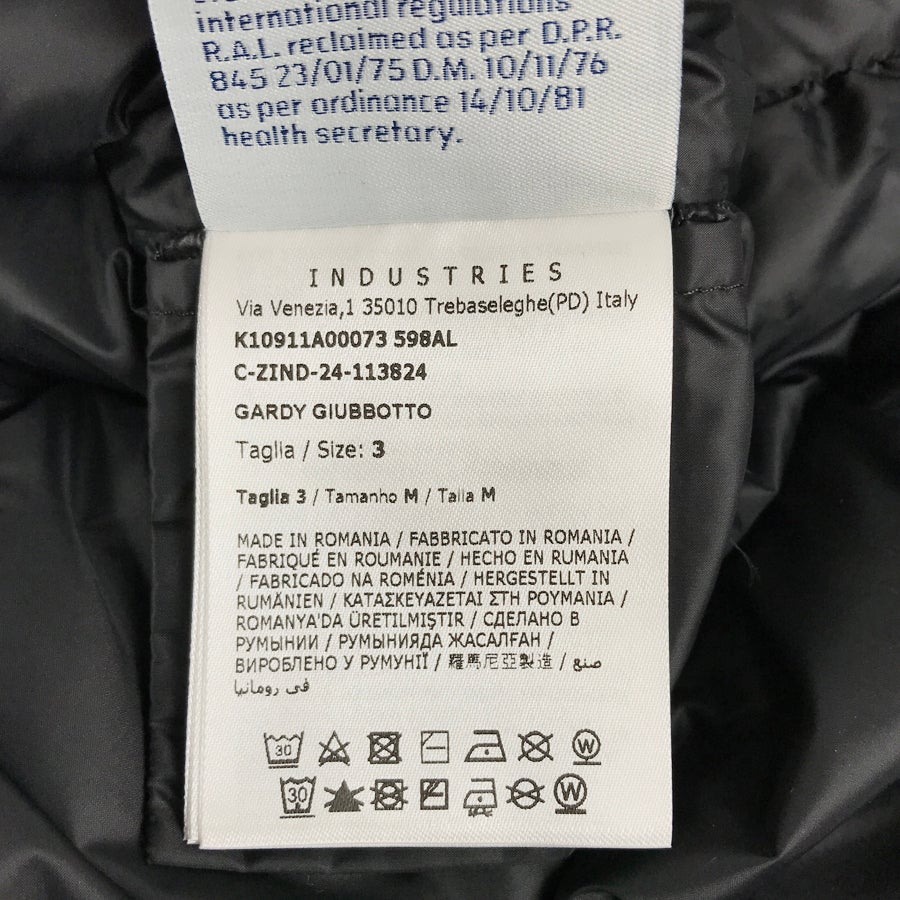 international regulations
R.A.L. reclaimed as per D.P.R.
845 23/01/75 D.M. 10/11/76
as per ordinance 14/10/81
health secretary.
INDUSTRIES
Via Venezia,1 35010 Trebaseleghe(PD) Italy
K10911A00073 598AL
C-ZIND-24-113824
GARDY GIUBBOTTO
Taglia / Size: 3
Taglia 3 / Tamanho M / Talla M
MADE IN ROMANIA / FABBRICATO IN ROMANIA /
FABRIQUÉ EN ROUMANIE / HECHO EN RUMANIA
/ FABRICADO NA ROMÉNIA / HERGESTELLT IN
RUMÄNIEN / ΚΑΤΑΣΚΕΥΑΖΕΤΑΙ ΣΤΗ ΡΟΥΜΑΝΙΑ /
ROMANYA'DA ÜRETILMIŞTIR / СДЕЛАНО В
РУМЫНИИ / РУМЫНИЯДА ЖАСАЛҒАН /
ВИРОБЛЕНО У РУМУНІЇ / 羅馬尼亞製造 / صنع
في رومانيا
30 W
30 W